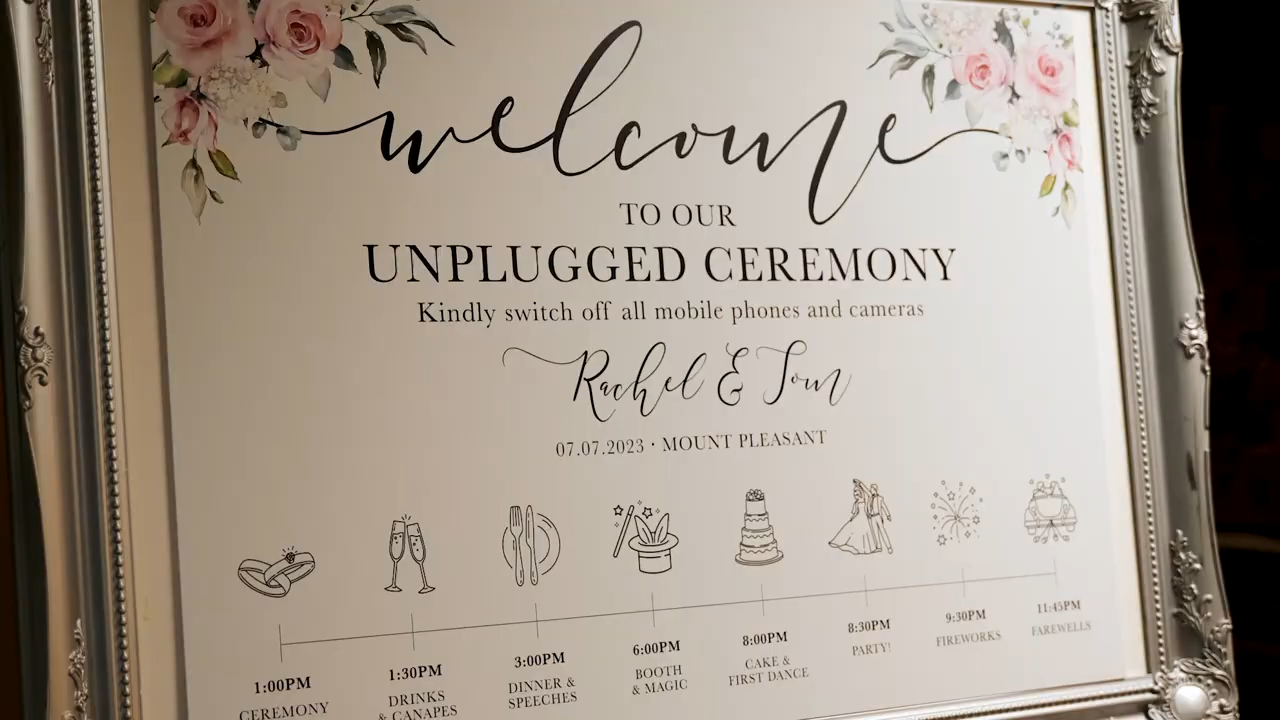 welcome
TO OUR
UNPLUGGED CEREMONY
Kindly switch off all mobile phones and cameras
Rachel & Tom
07.07.2023 · MOUNT PLEASANT
1:00PM
CEREMONY
1:30PM
DRINKS
& CANAPES
3:00PM
DINNER &
SPEECHES
6:00PM
BOOTH
& MAGIC
8:00PM
CAKE &
FIRST DANCE
8:30PM
PARTY!
9:30PM
FIREWORKS
11:45PM
FAREWELLS